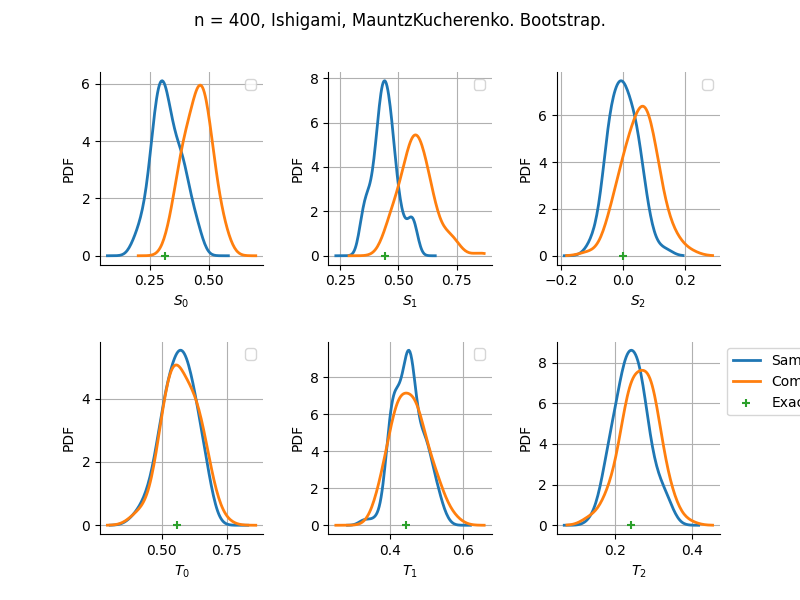 n = 400, Ishigami, MauntzKucherenko. Bootstrap.
PDF
6
4
2
0
0.25
0.50
S0
PDF
8
6
4
2
0
0.25
0.50
0.75
S1
PDF
6
4
2
0
−0.2
0.0
0.2
S2
PDF
4
2
0
0.50
0.75
T0
PDF
8
6
4
2
0
0.4
0.6
T1
PDF
8
6
4
2
0
0.2
0.4
T2
Sam
Com
Exac